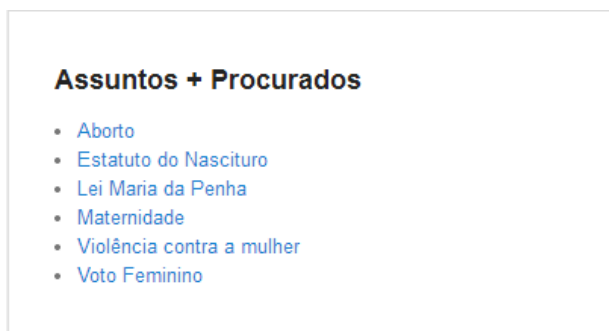 Assuntos + Procurados
Aborto
Estatuto do Nascituro
Lei Maria da Penha
Maternidade
Violência contra a mulher
Voto Feminino